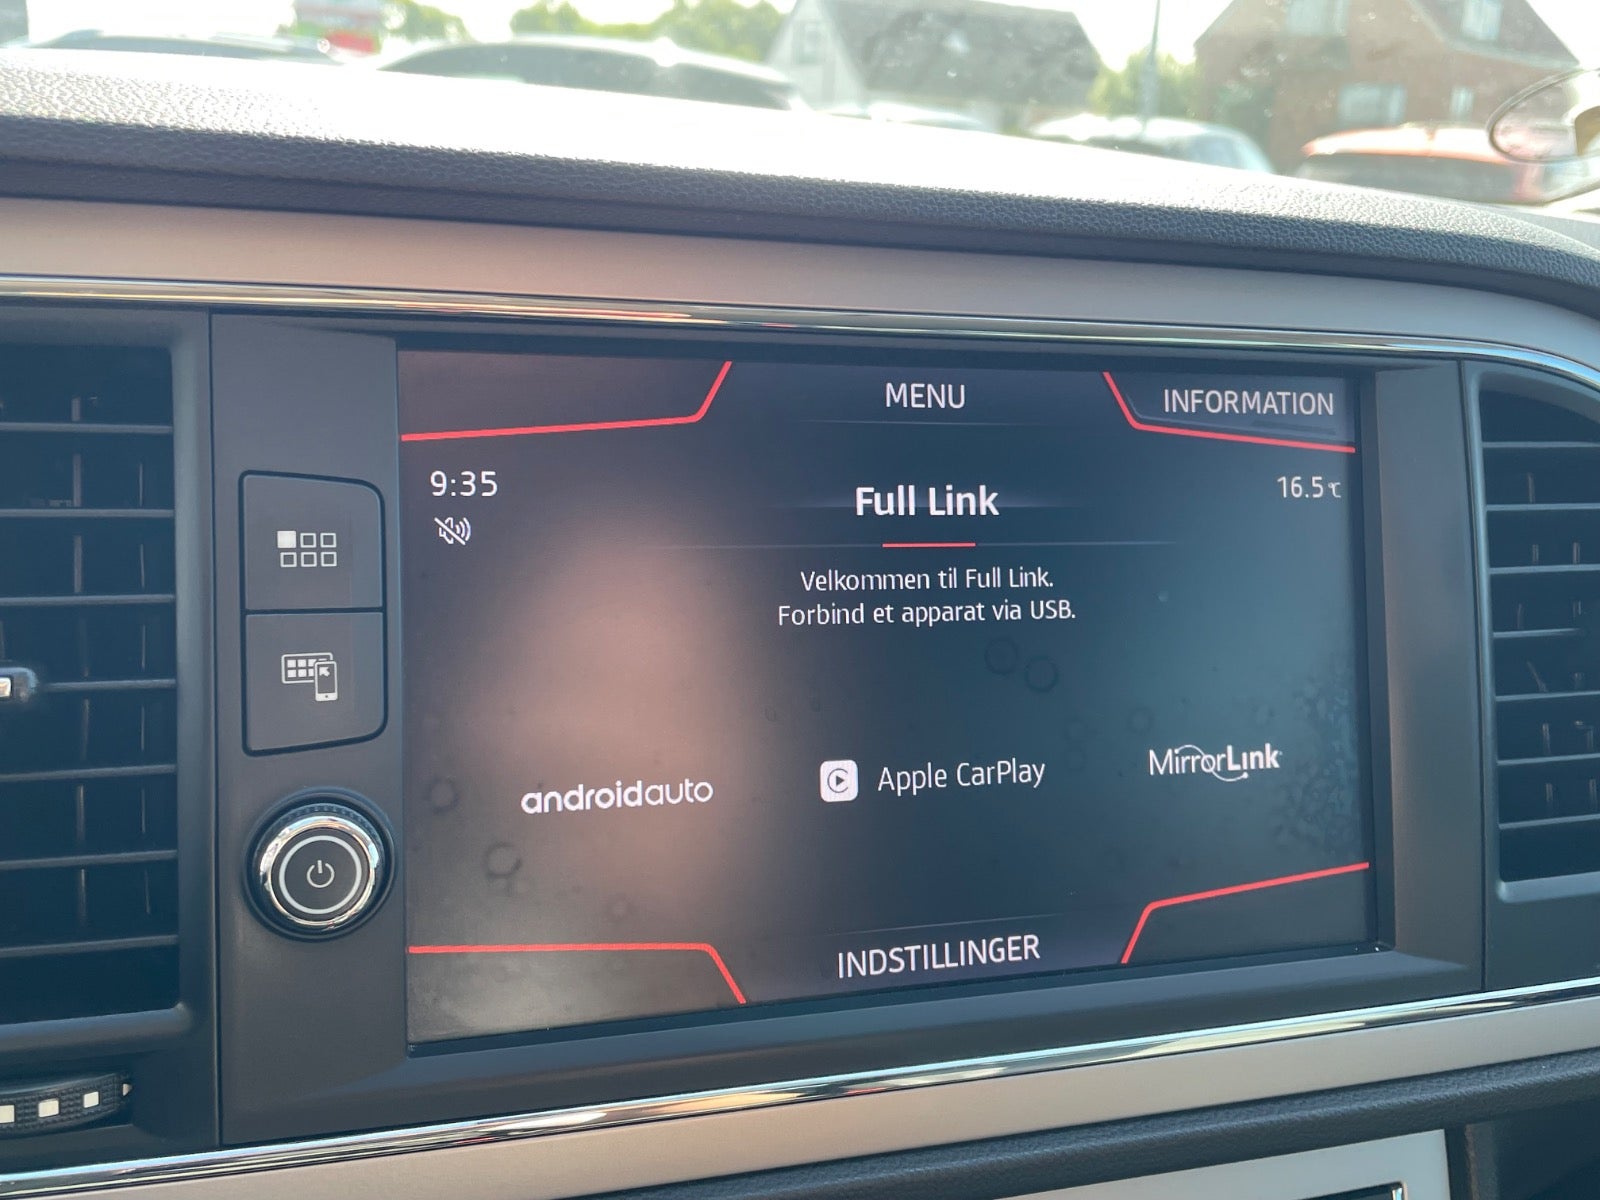 MENU
INFORMATION
9:35
16.5°C
Full Link
Velkommen til Full Link.
Forbind et apparat via USB.
androidauto
Apple CarPlay
MirrorLink
INDSTILLINGER